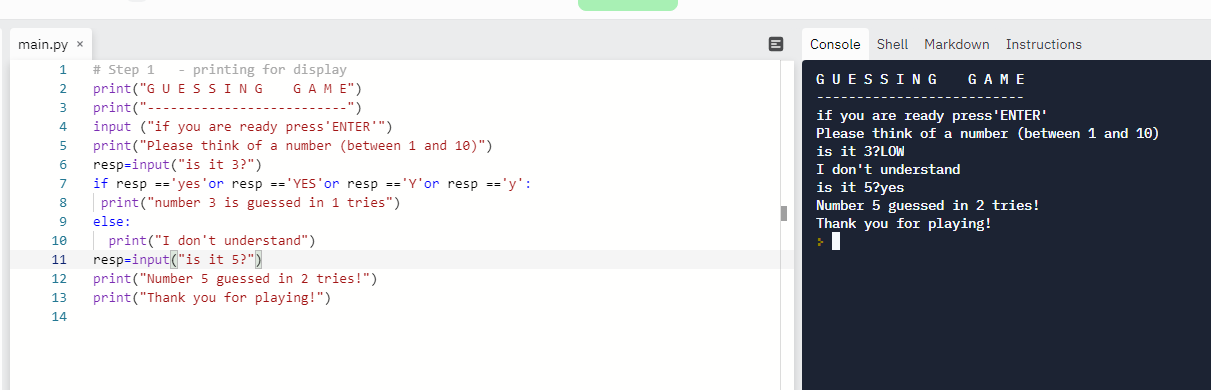 main.py ×
1 # Step 1   - printing for display
2 print("G U E S S I N G    G A M E")
3 print("--------------------------")
4 input ("if you are ready press'ENTER'")
5 print("Please think of a number (between 1 and 10)")
6 resp=input("is it 3?")
7 if resp =='yes'or resp =='YES'or resp =='Y'or resp =='y':
8  print("number 3 is guessed in 1 tries")
9 else:
10   print("I don't understand")
11 resp=input("is it 5?")
12 print("Number 5 guessed in 2 tries!")
13 print("Thank you for playing!")
14
Console Shell Markdown Instructions
G U E S S I N G    G A M E
--------------------------
if you are ready press'ENTER'
Please think of a number (between 1 and 10)
is it 3?LOW
I don't understand
is it 5?yes
Number 5 guessed in 2 tries!
Thank you for playing!